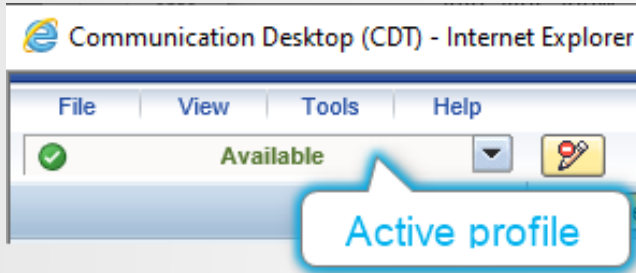 Communication Desktop (CDT) - Internet Explorer
File View Tools Help
Available
Active profile